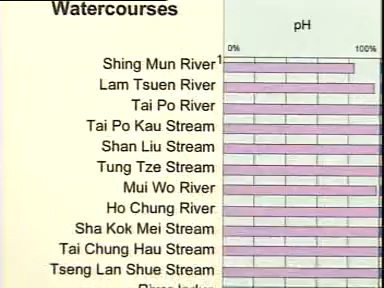 Watercourses
pH
0% 100%
Shing Mun River1
Lam Tsuen River
Tai Po River
Tai Po Kau Stream
Shan Liu Stream
Tung Tze Stream
Mui Wo River
Ho Chung River
Sha Kok Mei Stream
Tai Chung Hau Stream
Tseng Lan Shue Stream
River Indus